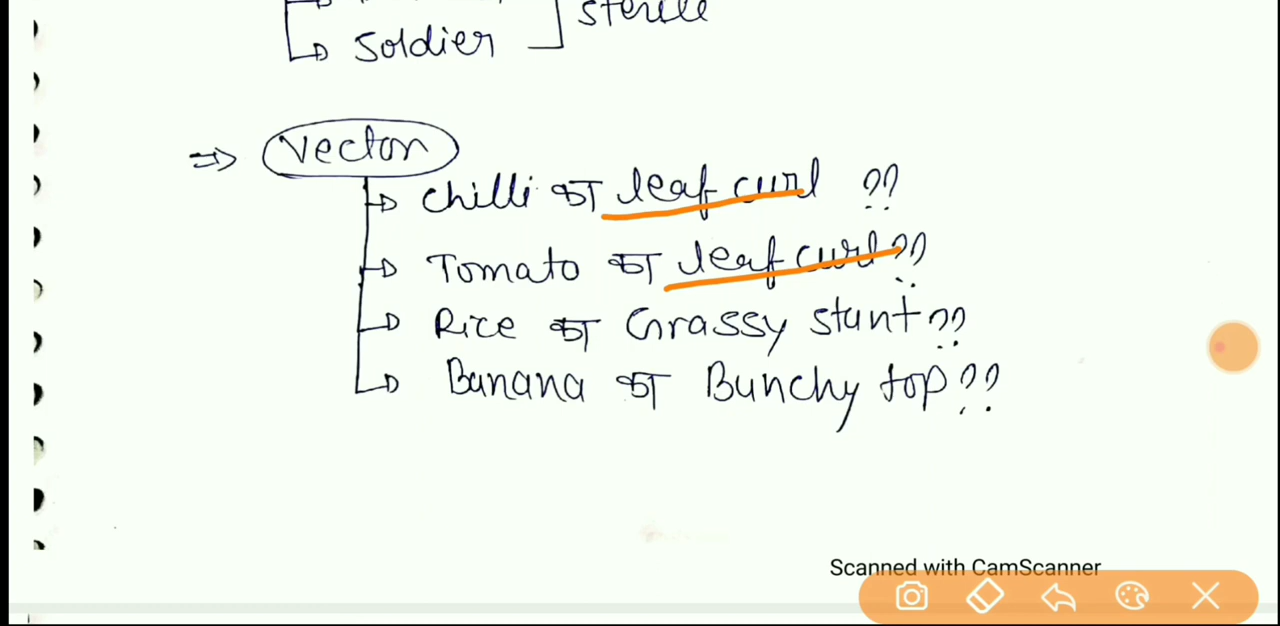 sterile
→ Soldier
⇒ Vector
→ Chilli का leaf curl ??
→ Tomato का leaf curl ??
→ Rice का Grassy stunt ??
→ Banana का Bunchy top ??
Scanned with CamScanner